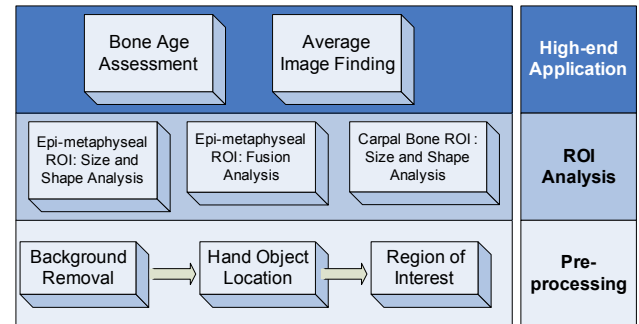 Bone Age
Assessment
Average
Image Finding
High-end
Application
Epi-metaphyseal
ROI: Size and
Shape Analysis
Epi-metaphyseal
ROI: Fusion
Analysis
Carpal Bone ROI :
Size and Shape
Analysis
ROI
Analysis
Background
Removal
Hand Object
Location
Region of
Interest
Pre-
processing